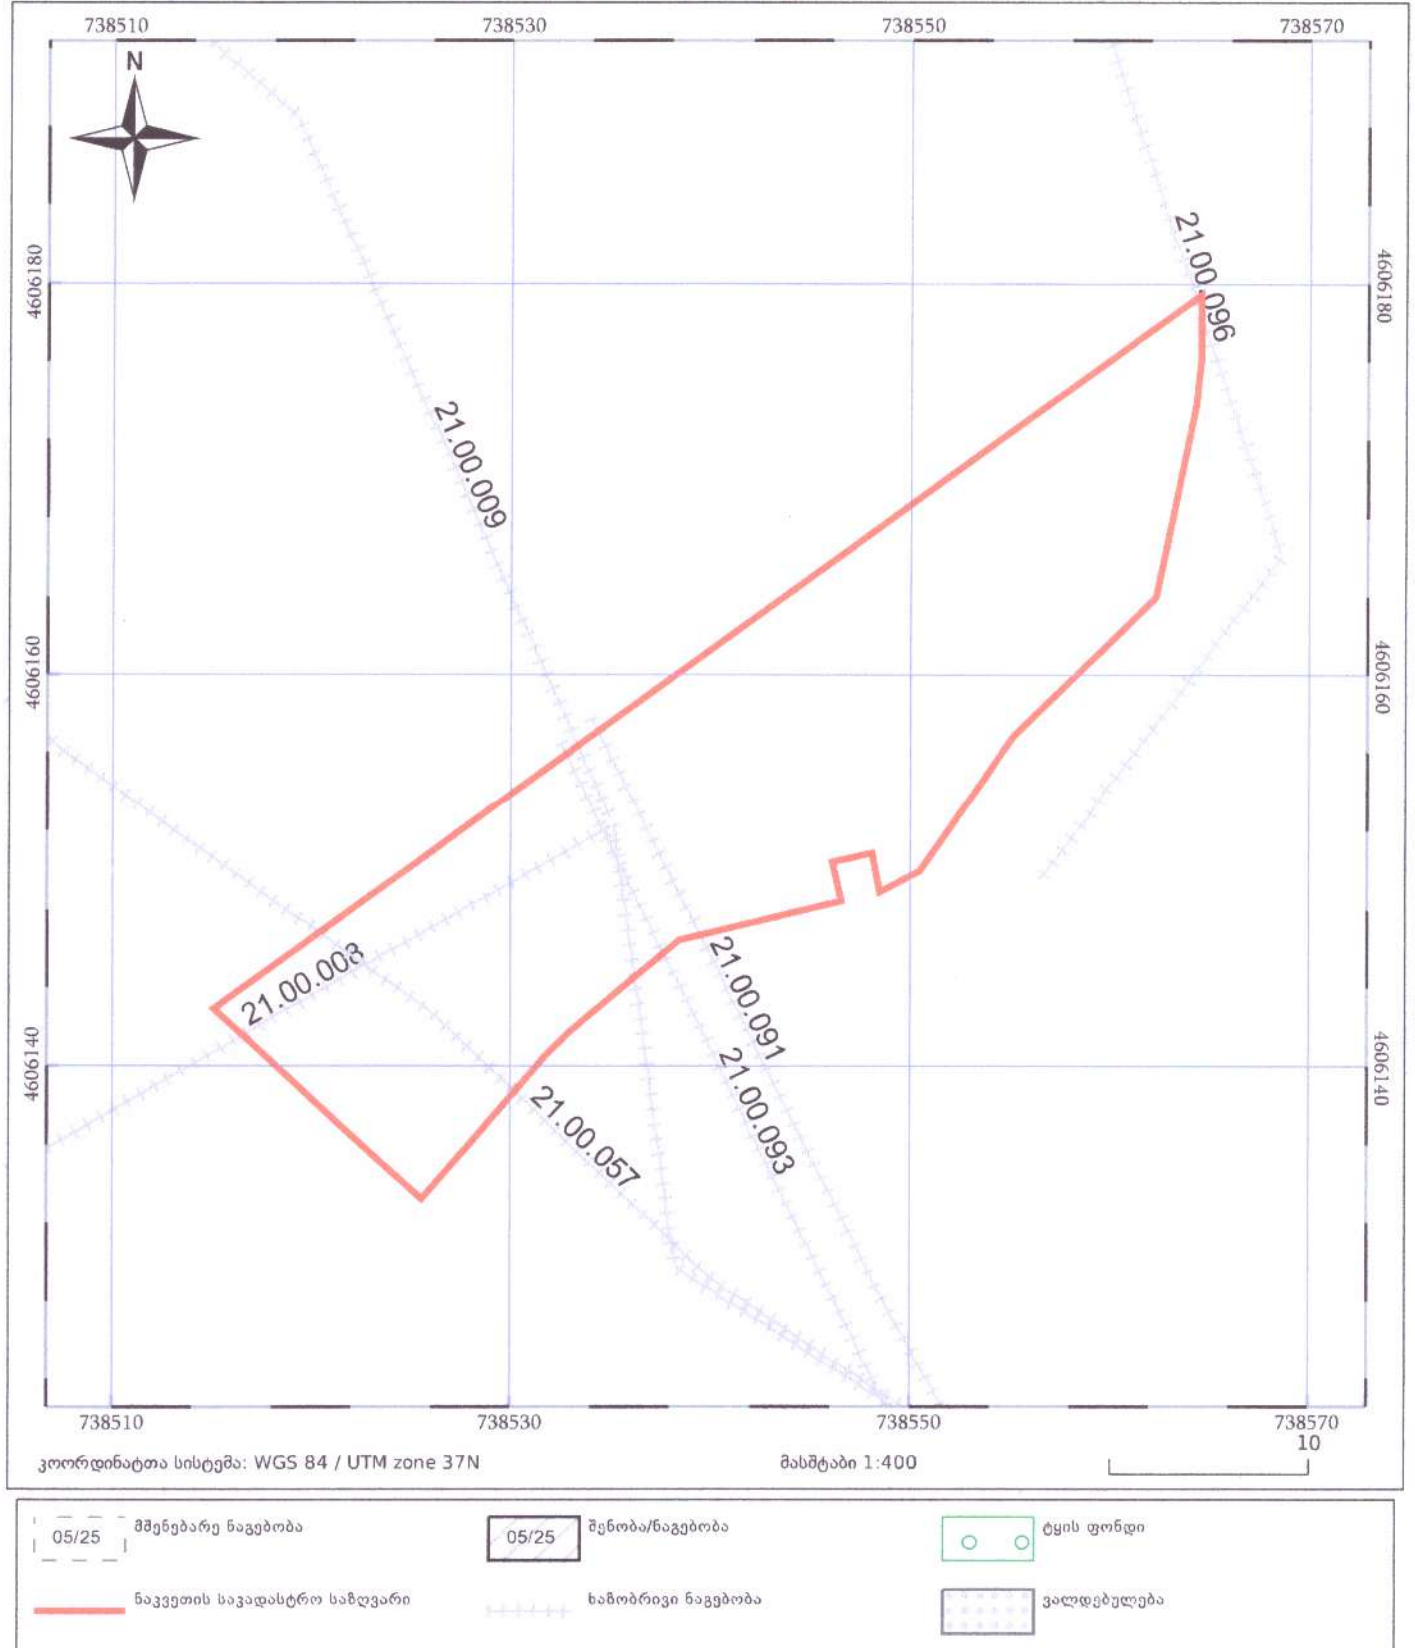 738510 738530 738550 738570
N
4606180 4606180
21.00.096
21.00.009
4606160 4606160
21.00.008
21.00.091
4606140 4606140
21.00.093
21.00.057
738510 738530 738550 738570
10
კოორდინატთა სისტემა: WGS 84 / UTM zone 37N მასშტაბი 1:400
05/25 მშენებარე ნაგებობა 05/25 შენობა/ნაგებობა ტყის ფონდი
ნაკვეთის საკადასტრო საზღვარი ხაზობრივი ნაგებობა ვალდებულება